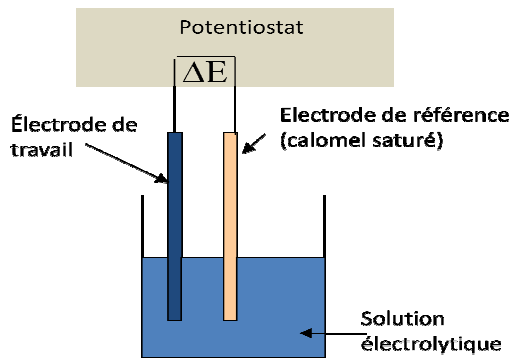 Potentiostat
ΔE
Électrode de
travail
Electrode de référence
(calomel saturé)
Solution
électrolytique